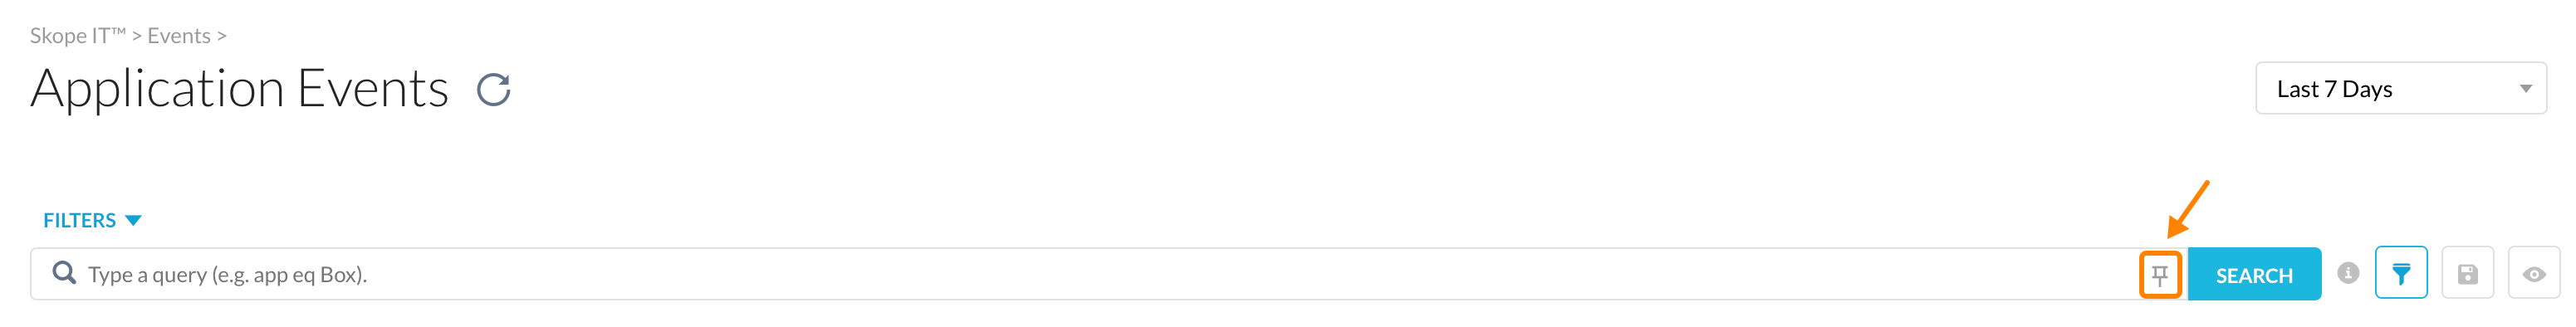 Skope IT™ > Events >
Application Events
Last 7 Days
FILTERS
Type a query (e.g. app eq Box).
SEARCH